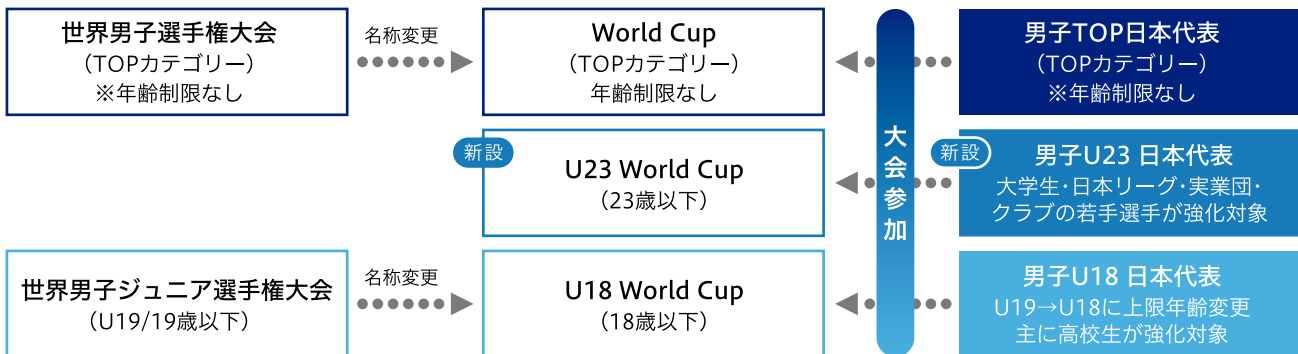 世界男子選手権大会
（TOPカテゴリー）
※年齢制限なし
名称変更
World Cup
（TOPカテゴリー）
年齢制限なし
男子TOP日本代表
（TOPカテゴリー）
※年齢制限なし
大会参加
新設
U23 World Cup
（23歳以下）
新設
男子U23 日本代表
大学生・日本リーグ・実業団・
クラブの若手選手が強化対象
世界男子ジュニア選手権大会
（U19/19歳以下）
名称変更
U18 World Cup
（18歳以下）
男子U18 日本代表
U19→U18に上限年齢変更
主に高校生が強化対象